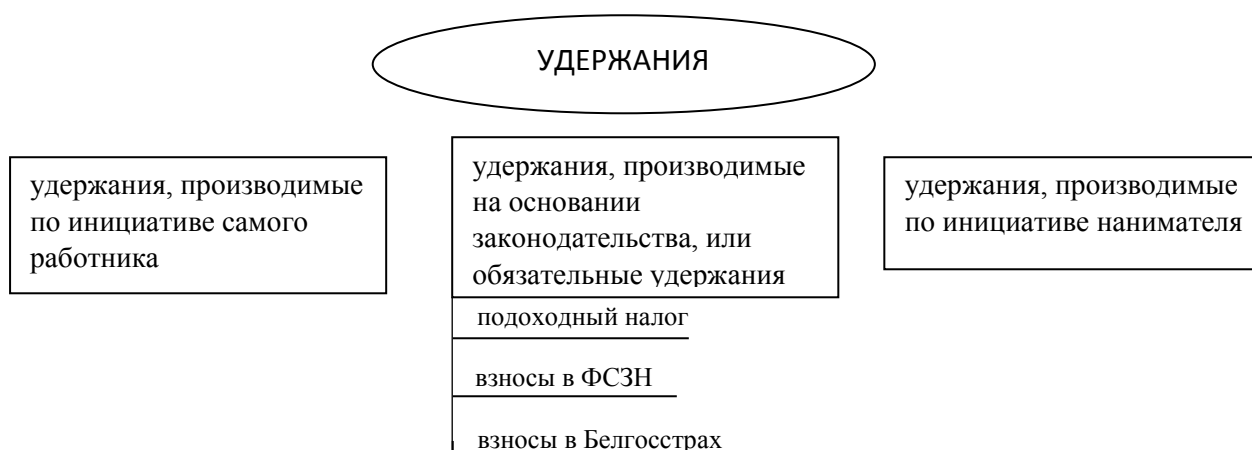 УДЕРЖАНИЯ
удержания, производимые
по инициативе самого
работника
удержания, производимые
на основании
законодательства, или
обязательные удержания
удержания, производимые
по инициативе нанимателя
подоходный налог
взносы в ФСЗН
взносы в Белгосстрах